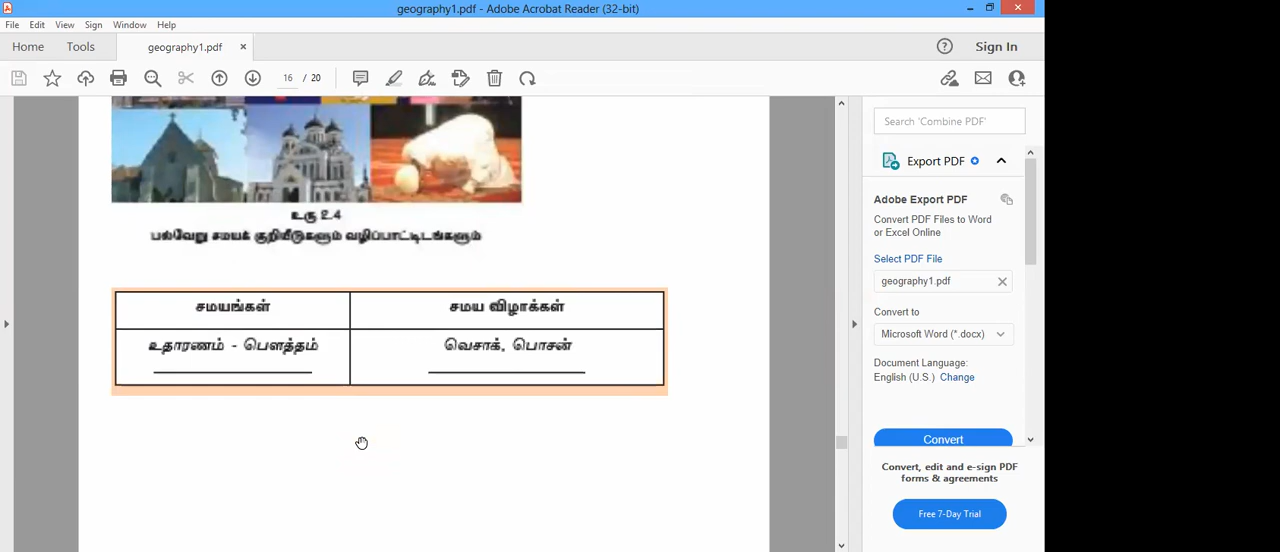 geography1.pdf - Adobe Acrobat Reader (32-bit)
File Edit View Sign Window Help
Home Tools geography1.pdf × Sign In
16 / 20
உரு 2.4
பல்வேறு சமயக் குறியீடுகளும் வழிப்பாட்டிடங்களும்
சமயங்கள் சமய விழாக்கள்
உதாரணம் - பௌத்தம் வெசாக், பொசன்
Search 'Combine PDF'
Export PDF
Adobe Export PDF
Convert PDF Files to Word
or Excel Online
Select PDF File
geography1.pdf
Convert to
Microsoft Word (*.docx)
Document Language:
English (U.S.) Change
Convert
Convert, edit and e-sign PDF
forms & agreements
Free 7-Day Trial